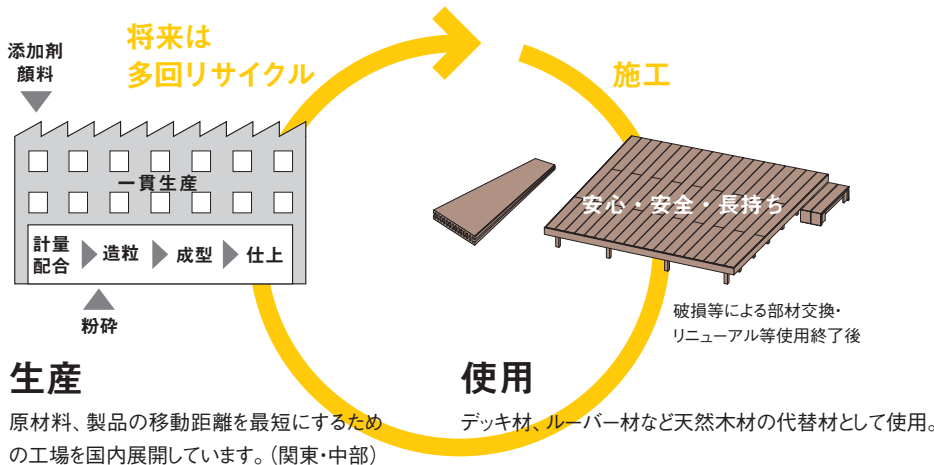 添加剤
顔料
将来は
多回リサイクル
施工
一貫生産
安心・安全・長持ち
計量
配合
造粒
成型
仕上
粉砕
破損等による部材交換・
リニューアル等使用終了後
生産
原材料、製品の移動距離を最短にするため
の工場を国内展開しています。（関東・中部）
使用
デッキ材、ルーバー材など天然木材の代替材として使用。